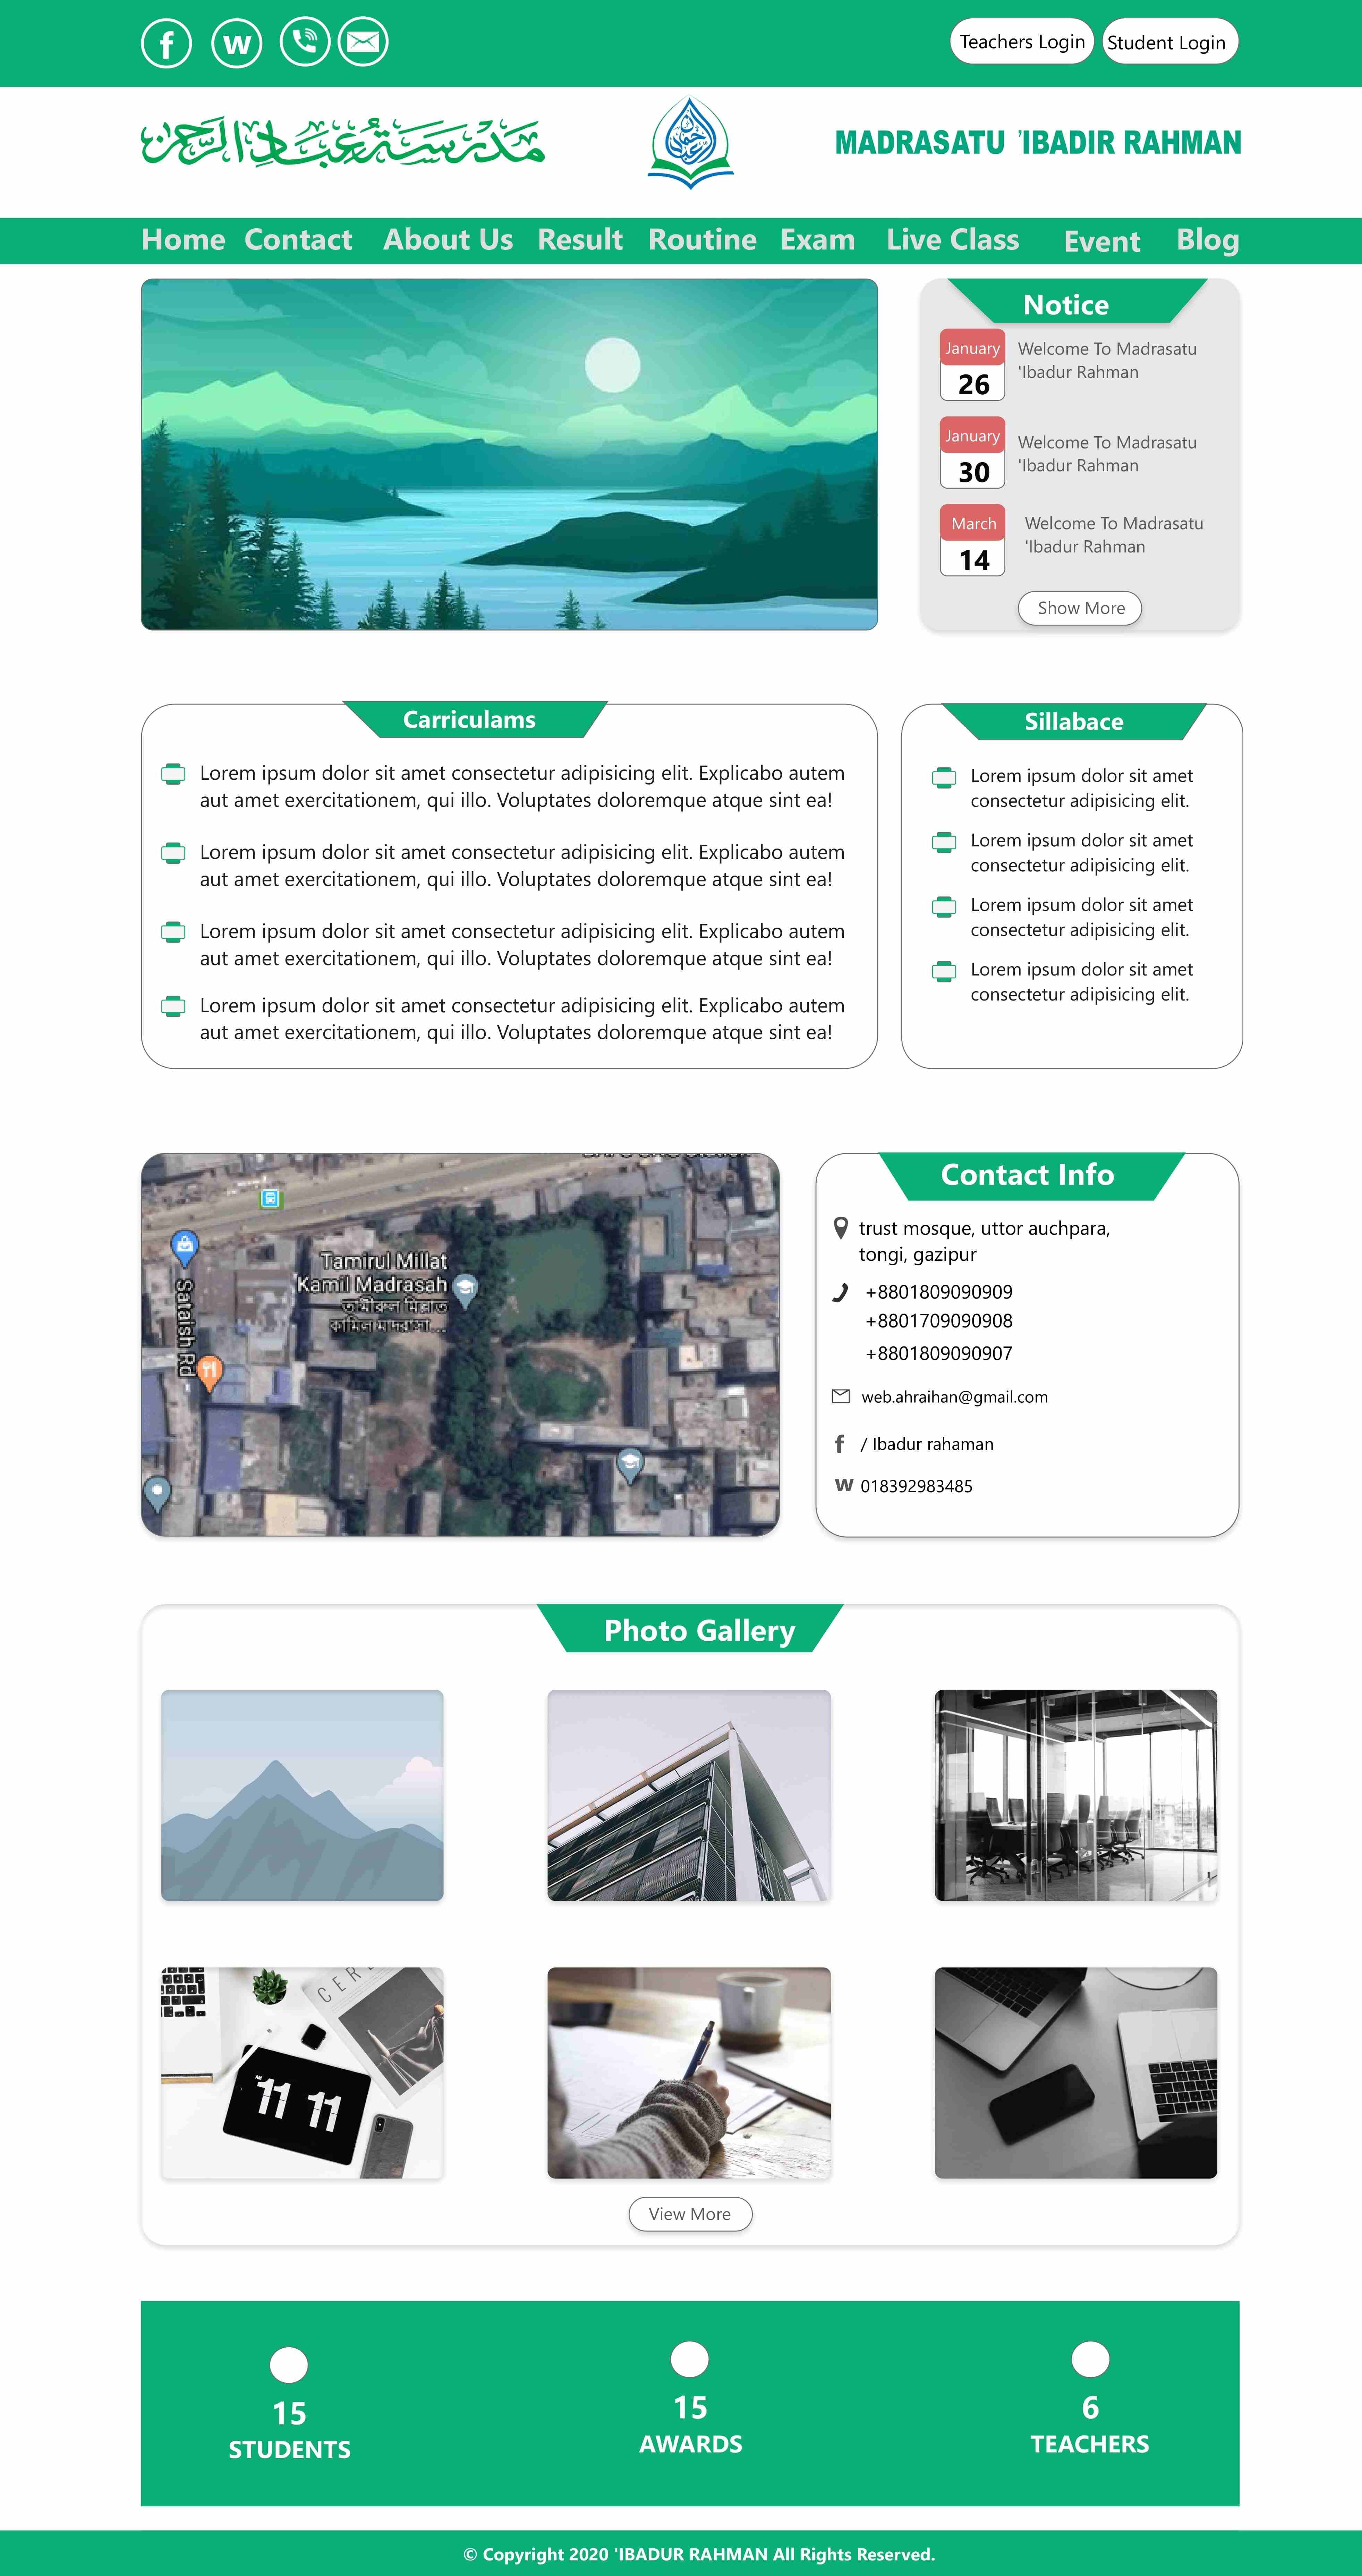 f
W
Teachers Login
Student Login
مَدْرَسَةُ عِبَادُ الرَّحْمٰن
MADRASATU 'IBADIR RAHMAN
Home Contact About Us Result Routine Exam Live Class Event Blog
Notice
January
26
Welcome To Madrasatu
'Ibadur Rahman
January
30
Welcome To Madrasatu
'Ibadur Rahman
March
14
Welcome To Madrasatu
'Ibadur Rahman
Show More
Carriculams
Lorem ipsum dolor sit amet consectetur adipisicing elit. Explicabo autem
aut amet exercitationem, qui illo. Voluptates doloremque atque sint ea!
Lorem ipsum dolor sit amet consectetur adipisicing elit. Explicabo autem
aut amet exercitationem, qui illo. Voluptates doloremque atque sint ea!
Lorem ipsum dolor sit amet consectetur adipisicing elit. Explicabo autem
aut amet exercitationem, qui illo. Voluptates doloremque atque sint ea!
Lorem ipsum dolor sit amet consectetur adipisicing elit. Explicabo autem
aut amet exercitationem, qui illo. Voluptates doloremque atque sint ea!
Sillabace
Lorem ipsum dolor sit amet
consectetur adipisicing elit.
Lorem ipsum dolor sit amet
consectetur adipisicing elit.
Lorem ipsum dolor sit amet
consectetur adipisicing elit.
Lorem ipsum dolor sit amet
consectetur adipisicing elit.
Tamirul Millat
Kamil Madrasah
তা'মীরুল মিল্লাত
কামিল মাদরাসা...
Sataish Rd
Contact Info
trust mosque, uttor auchpara,
tongi, gazipur
+8801809090909
+8801709090908
+8801809090907
web.ahraihan@gmail.com
f / Ibadur rahaman
W 018392983485
Photo Gallery
CER
AM
11 11
View More
15
STUDENTS
15
AWARDS
6
TEACHERS
© Copyright 2020 'IBADUR RAHMAN All Rights Reserved.